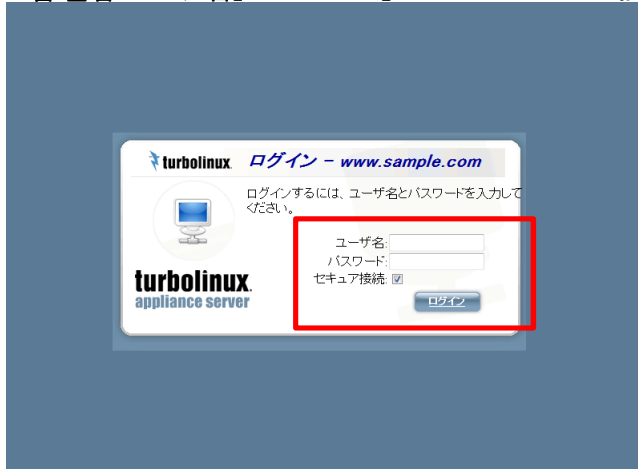 turbolinux. ログイン - www.sample.com
ログインするには、ユーザ名とパスワードを入力して
ください。
ユーザ名:
パスワード:
セキュア接続:
ログイン
turbolinux.
appliance server